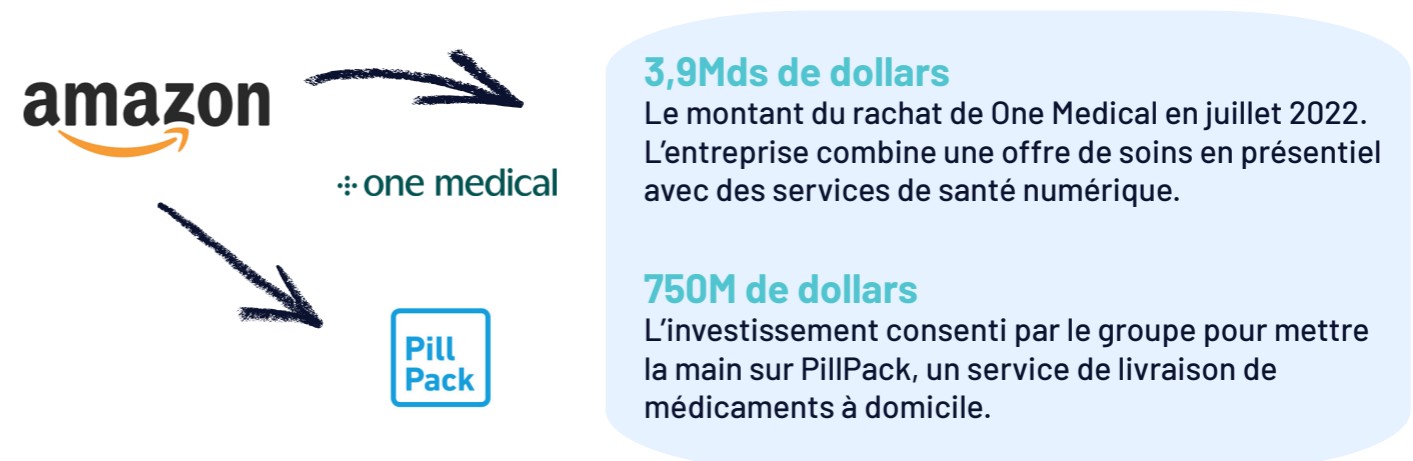 amazon
one medical
Pill
Pack
3,9Mds de dollars
Le montant du rachat de One Medical en juillet 2022.
L’entreprise combine une offre de soins en présentiel
avec des services de santé numérique.
750M de dollars
L’investissement consenti par le groupe pour mettre
la main sur PillPack, un service de livraison de
médicaments à domicile.